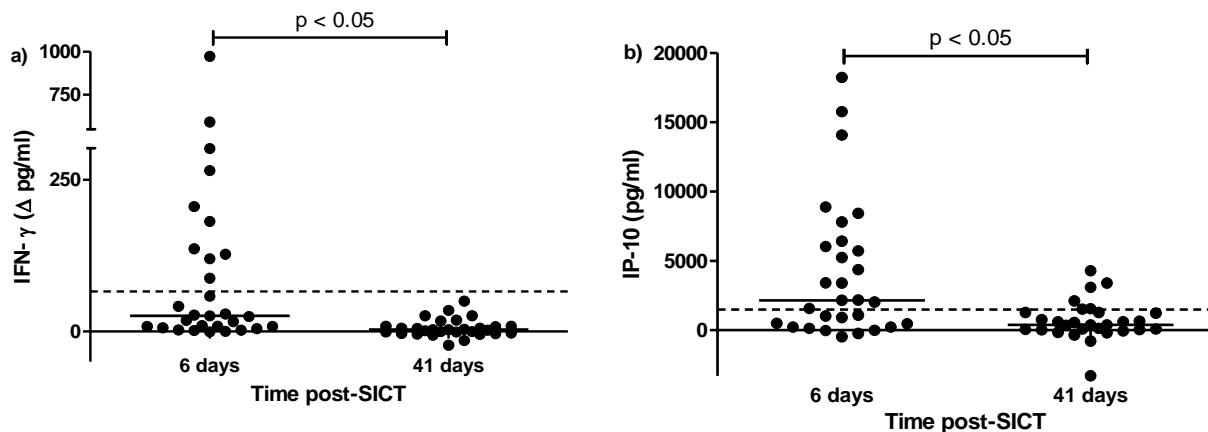 a)
p < 0.05
1000
750
250
0
IFN- γ (Δ pg/ml)
6 days
41 days
Time post-SICT
b)
p < 0.05
20000
15000
10000
5000
0
IP-10 (pg/ml)
6 days
41 days
Time post-SICT